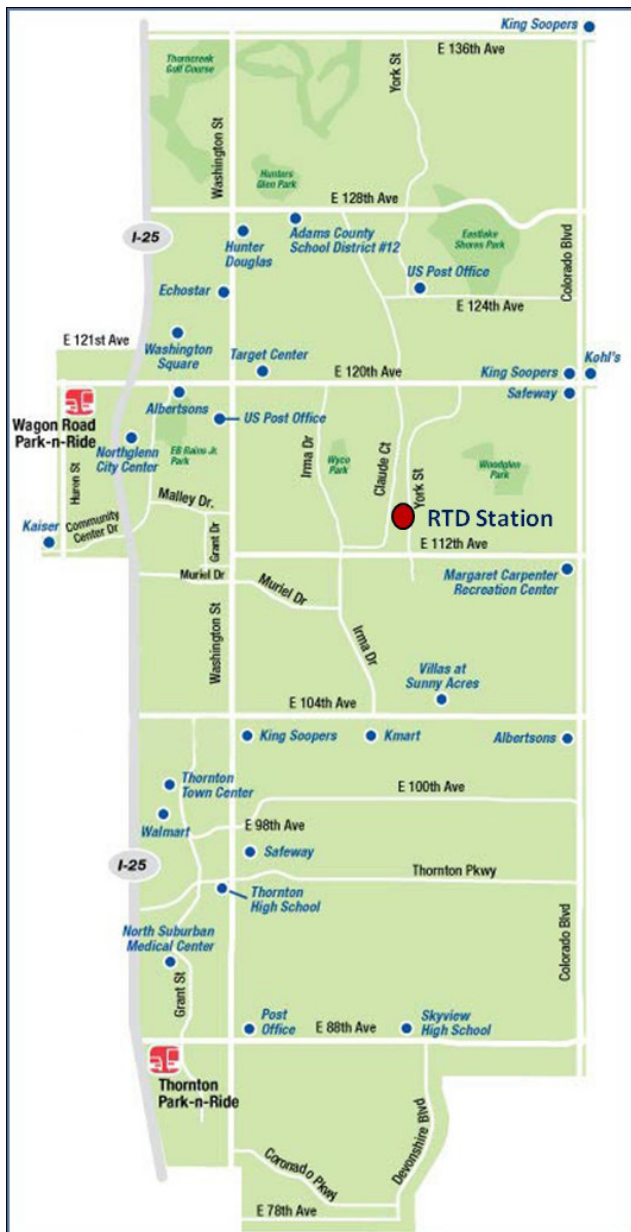 King Soopers
E 136th Ave
Thorncreek
Golf Course
York St
Washington St
Hunters
Glen Park
E 128th Ave
I-25
Hunter
Douglas
Adams County
School District #12
Eastlake
Shores Park
Colorado Blvd
US Post Office
Echostar
E 124th Ave
E 121st Ave
Washington
Square
Target Center
Kohl's
E 120th Ave
King Soopers
Safeway
Wagon Road
Park-n-Ride
Albertsons
US Post Office
Northglenn
City Center
EB Rains Jr.
Park
Irma Dr
Wyco
Park
Claude Ct
York St
Woodglen
Park
Huron St
Malley Dr.
Grant Dr
RTD Station
Kaiser
Community
Center Dr
E 112th Ave
Muriel Dr
Muriel Dr
Margaret Carpenter
Recreation Center
Washington St
Irma Dr
Villas at
Sunny Acres
E 104th Ave
King Soopers
Kmart
Albertsons
Thornton
Town Center
E 100th Ave
Walmart
E 98th Ave
Safeway
I-25
Thornton Pkwy
Thornton
High School
North Suburban
Medical Center
Colorado Blvd
Grant St
Post
Office
E 88th Ave
Skyview
High School
Thornton
Park-n-Ride
Devonshire Blvd
Coronado Pkwj
E 78th Ave